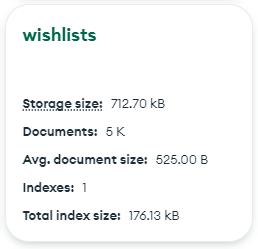 wishlists
Storage size: 712.70 kB
Documents: 5 K
Avg. document size: 525.00 B
Indexes: 1
Total index size: 176.13 kB